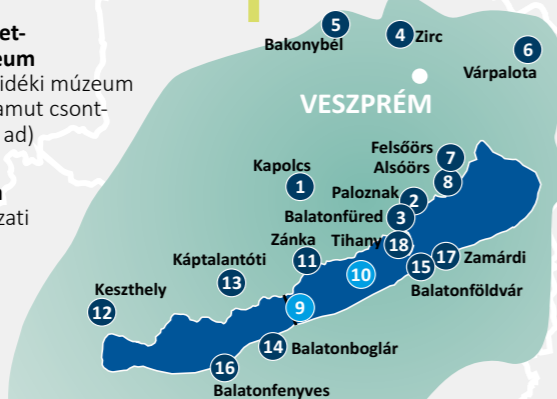 et-
eum
idéki múzeum
amut csont-
ad)
zati
5
Bakonybél
4
Zirc
6
Várpalota
VESZPRÉM
Felsőörs
7
Alsóörs
8
Kapolcs
1
Paloznak
2
Balatonfüred
3
Zánka
11
Tihany
18
17
Zamárdi
15
Balatonföldvár
10
Káptalantóti
13
Keszthely
12
9
14
Balatonboglár
16
Balatonfenyves